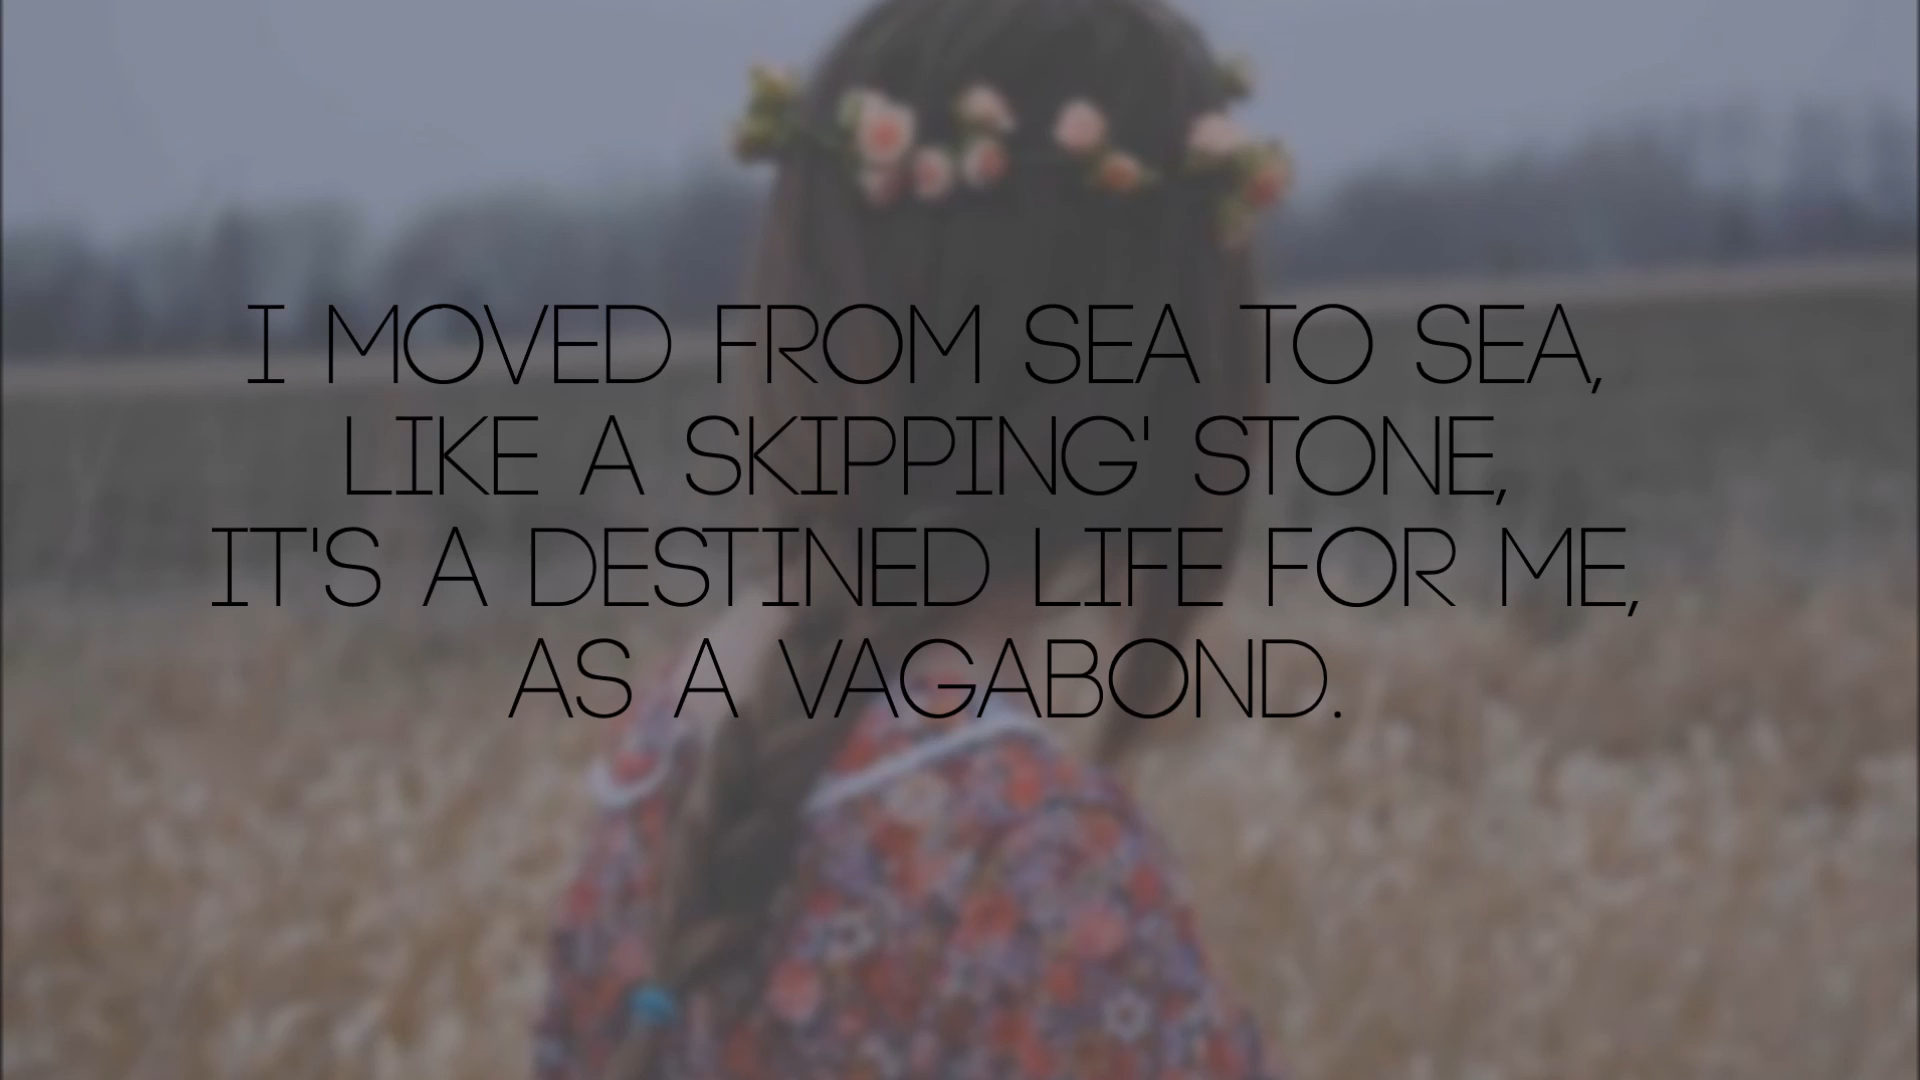 I MOVED FROM SEA TO SEA,
LIKE A SKIPPING' STONE,
IT'S A DESTINED LIFE FOR ME,
AS A VAGABOND.